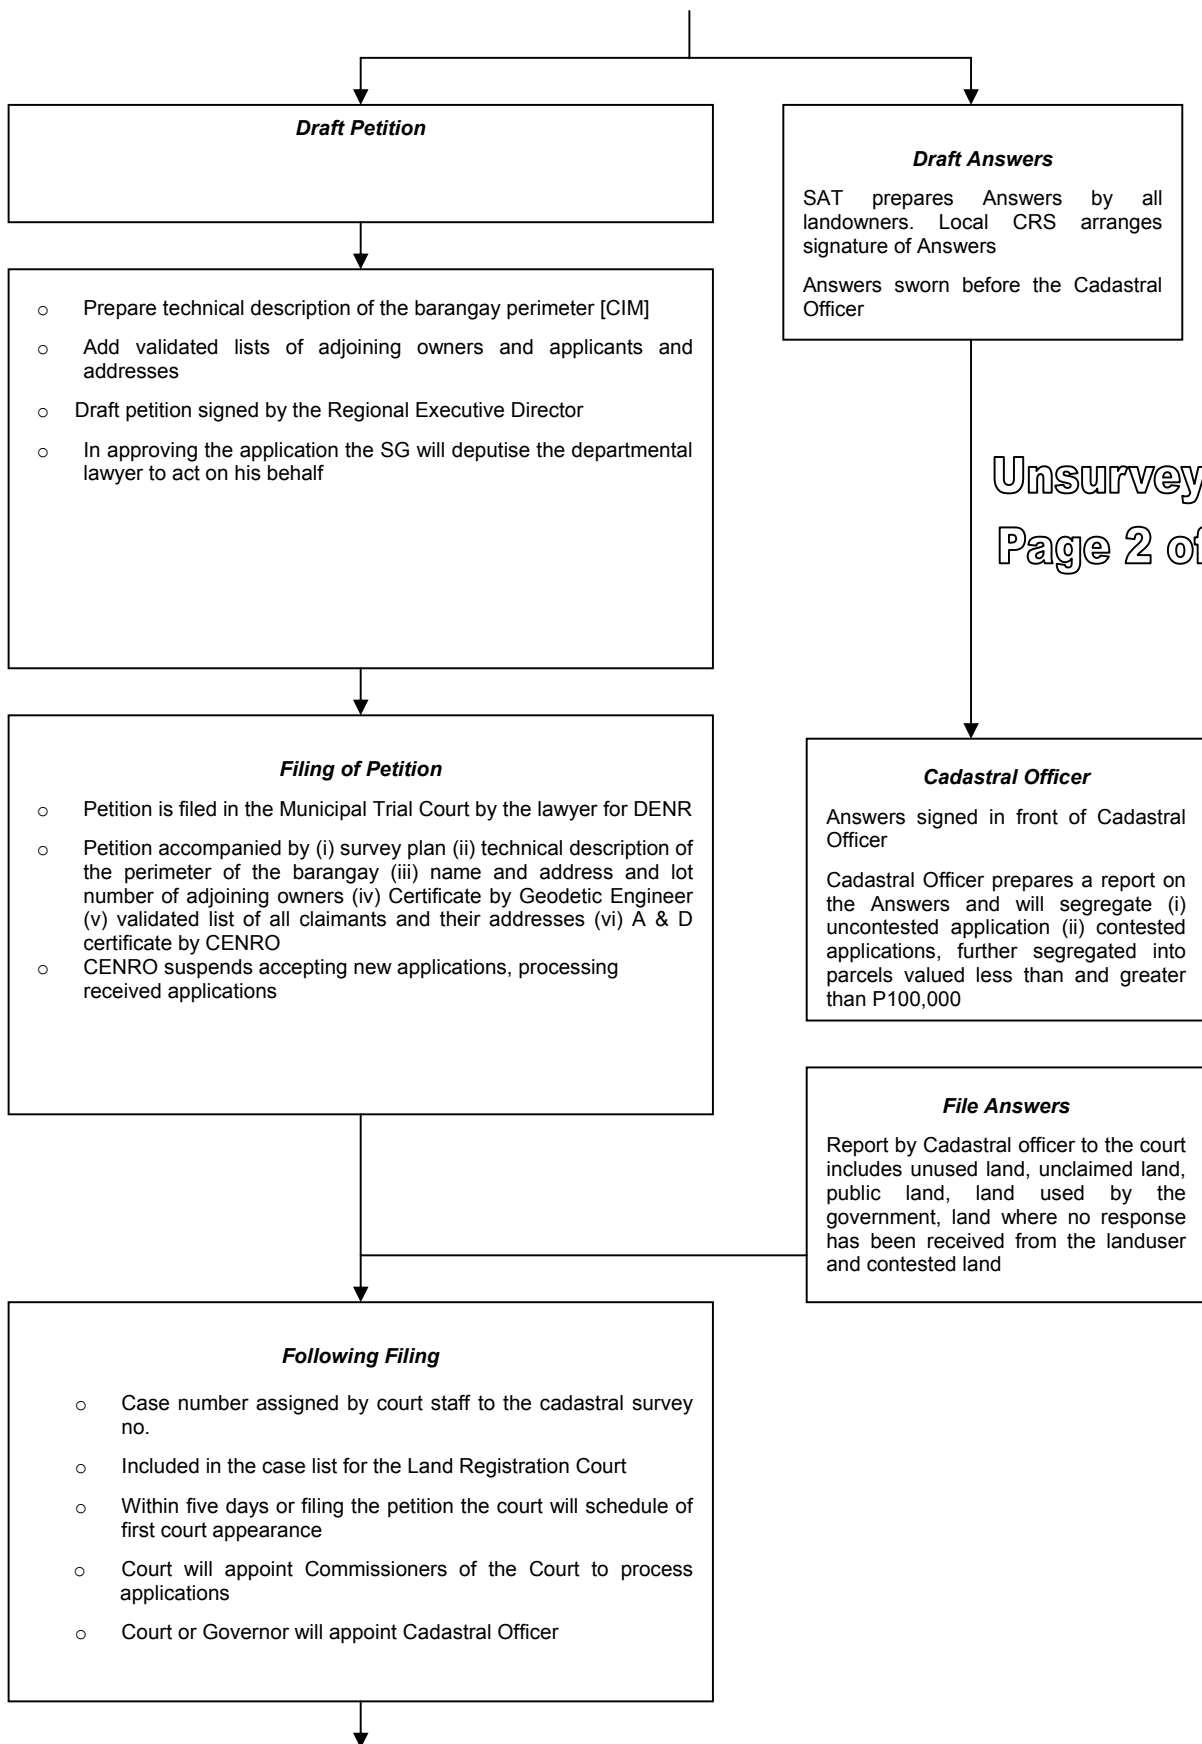 Draft Petition
Draft Answers
SAT prepares Answers by all
landowners. Local CRS arranges
signature of Answers
Answers sworn before the Cadastral
Officer
o Prepare technical description of the barangay perimeter [CIM]
o Add validated lists of adjoining owners and applicants and
addresses
o Draft petition signed by the Regional Executive Director
o In approving the application the SG will deputise the departmental
lawyer to act on his behalf
Unsurvey
Page 2 of
Filing of Petition
o Petition is filed in the Municipal Trial Court by the lawyer for DENR
o Petition accompanied by (i) survey plan (ii) technical description of
the perimeter of the barangay (iii) name and address and lot
number of adjoining owners (iv) Certificate by Geodetic Engineer
(v) validated list of all claimants and their addresses (vi) A & D
certificate by CENRO
o CENRO suspends accepting new applications, processing
received applications
Cadastral Officer
Answers signed in front of Cadastral
Officer
Cadastral Officer prepares a report on
the Answers and will segregate (i)
uncontested application (ii) contested
applications, further segregated into
parcels valued less than and greater
than P100,000
File Answers
Report by Cadastral officer to the court
includes unused land, unclaimed land,
public land, land used by the
government, land where no response
has been received from the landuser
and contested land
Following Filing
o Case number assigned by court staff to the cadastral survey
no.
o Included in the case list for the Land Registration Court
o Within five days or filing the petition the court will schedule of
first court appearance
o Court will appoint Commissioners of the Court to process
applications
o Court or Governor will appoint Cadastral Officer